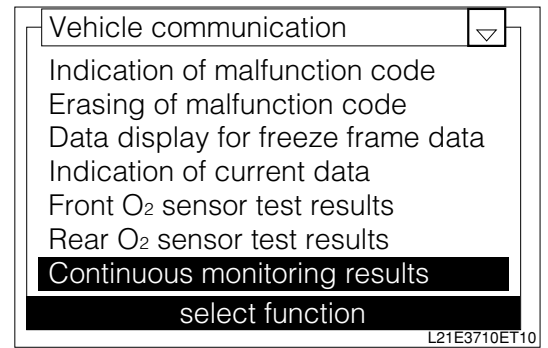 Vehicle communication
Indication of malfunction code
Erasing of malfunction code
Data display for freeze frame data
Indication of current data
Front O₂ sensor test results
Rear O₂ sensor test results
Continuous monitoring results
select function
L21E3710ET10